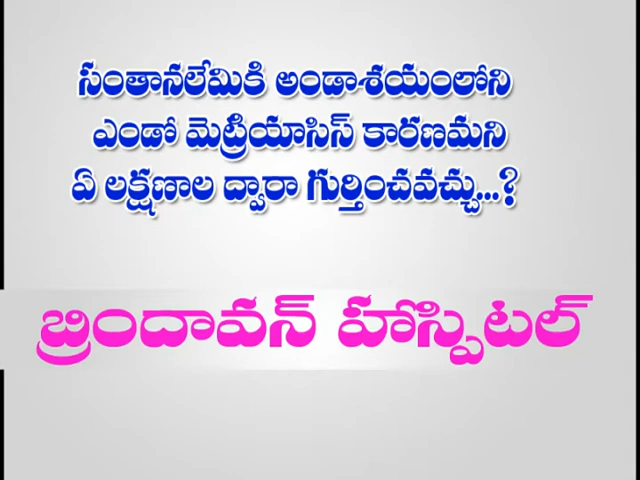 సంతానలేమికి అండాశయంలోని
ఎండో మెట్రియాసిస్ కారణమని
ఏ లక్షణాల ద్వారా గుర్తించవచ్చు...?
బ్రిందావన్ హాస్పిటల్